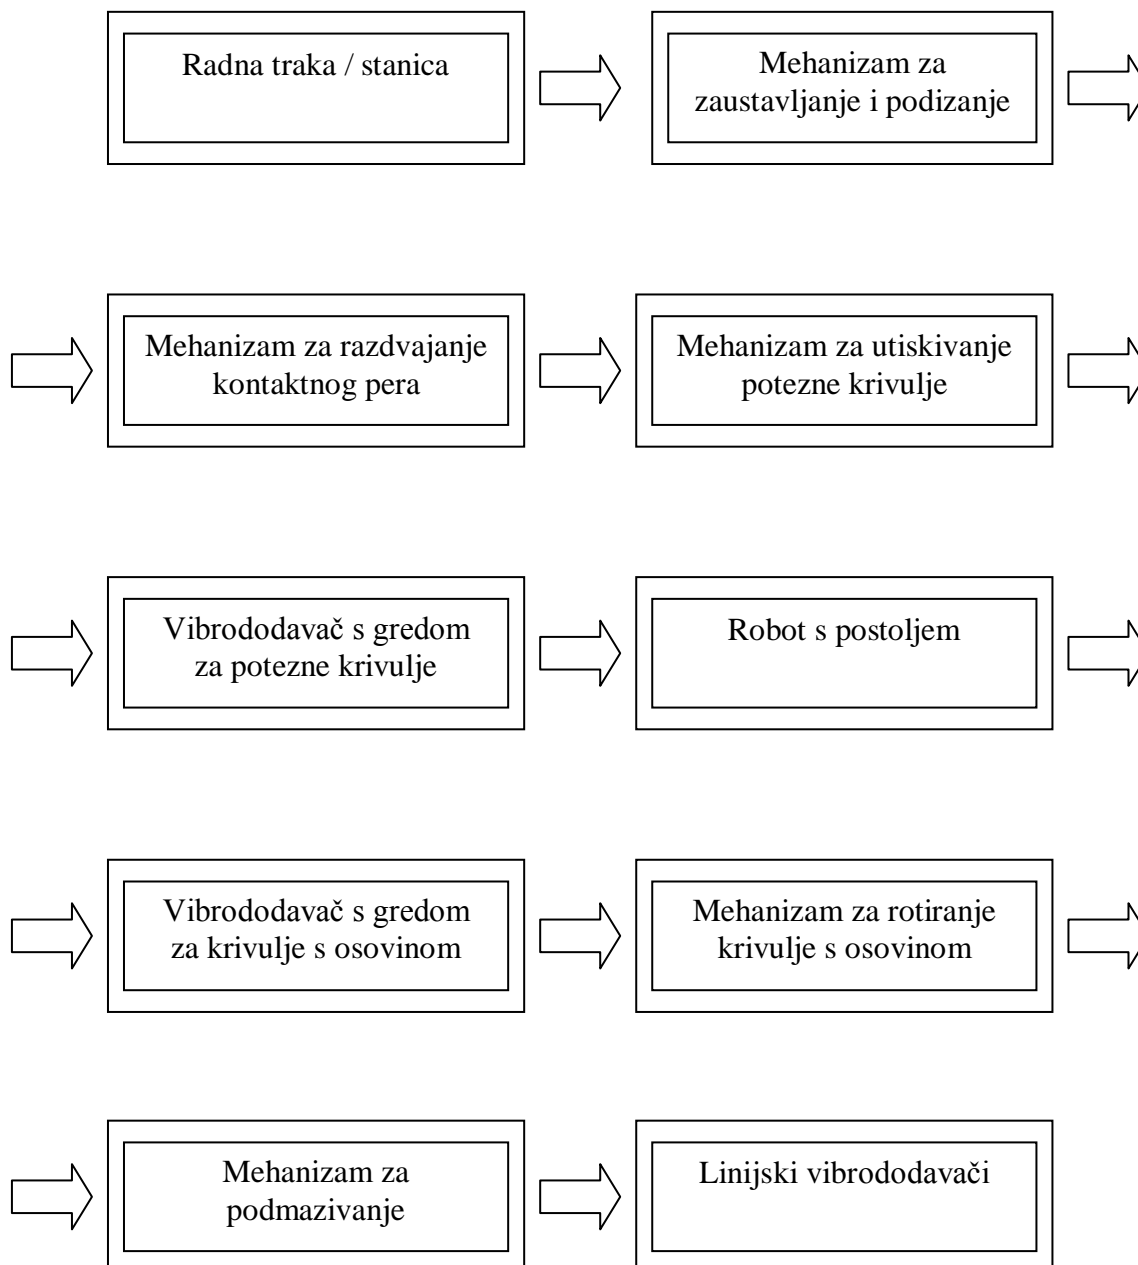 Radna traka / stanica
Mehanizam za
zaustavljanje i podizanje
Mehanizam za razdvajanje
kontaktnog pera
Mehanizam za utiskivanje
potezne krivulje
Vibrododavač s gredom
za potezne krivulje
Robot s postoljem
Vibrododavač s gredom
za krivulje s osovinom
Mehanizam za rotiranje
krivulje s osovinom
Mehanizam za
podmazivanje
Linijski vibrododavači